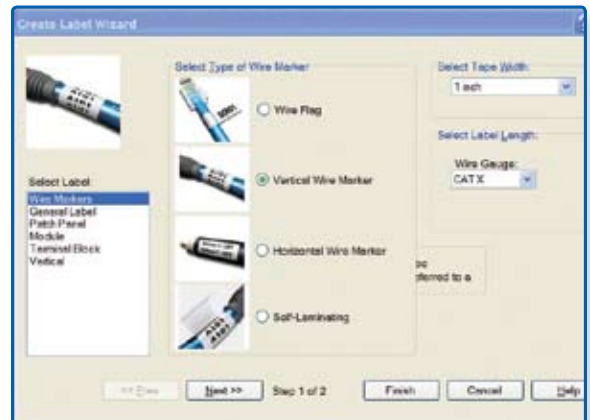 Create Label Wizard
Select Type of Wire Marker
Wire Flag
Vertical Wire Marker
Horizontal Wire Marker
Self-Laminating
Select Label
Wire Markers
General Label
Patch Panel
Module
Terminal Block
Vertical
Select Tape Width:
1 inch
Select Label Length:
Wire Gauge:
CAT X
ferred to a
<< Prev
Next >>
Step 1 of 2
Finish
Cancel
Help